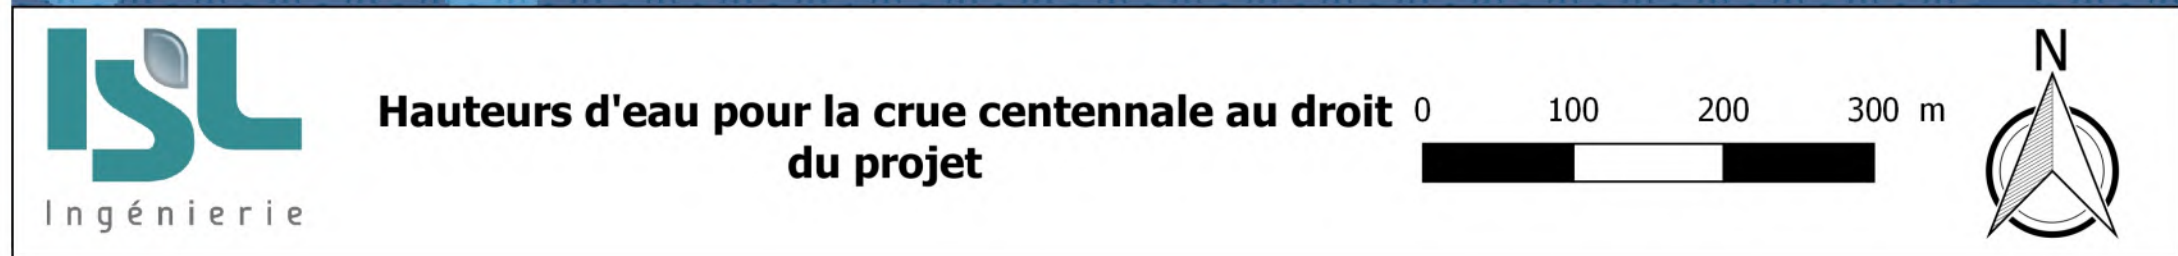 ISL
Ingénierie
Hauteurs d'eau pour la crue centennale au droit
du projet
0 100 200 300 m
N